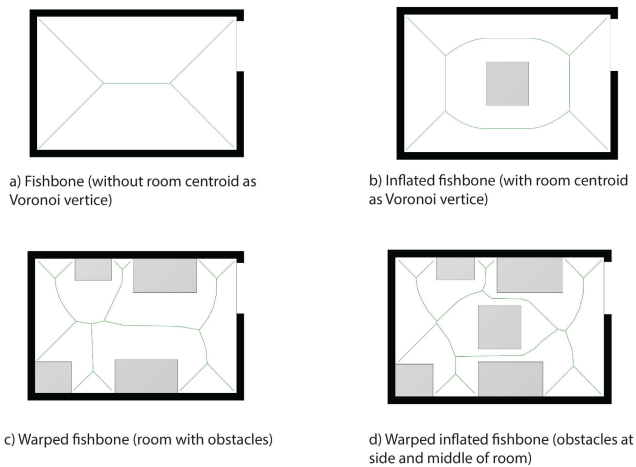 a) Fishbone (without room centroid as
Voronoi vertice)
b) Inflated fishbone (with room centroid
as Voronoi vertice)
c) Warped fishbone (room with obstacles)
d) Warped inflated fishbone (obstacles at
side and middle of room)